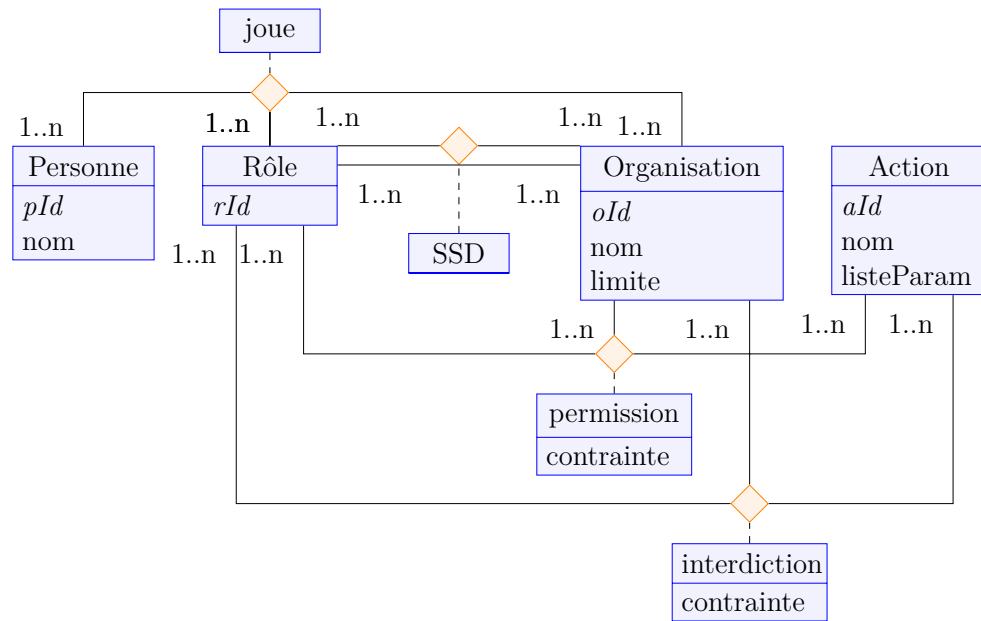 joue
1..n
1..n
1..n
1..n
1..n
Personne
pId
nom
Rôle
rId
Organisation
oId
nom
limite
Action
aId
nom
listeParam
1..n
1..n
SSD
1..n
1..n
1..n
1..n
1..n
1..n
permission
contrainte
interdiction
contrainte